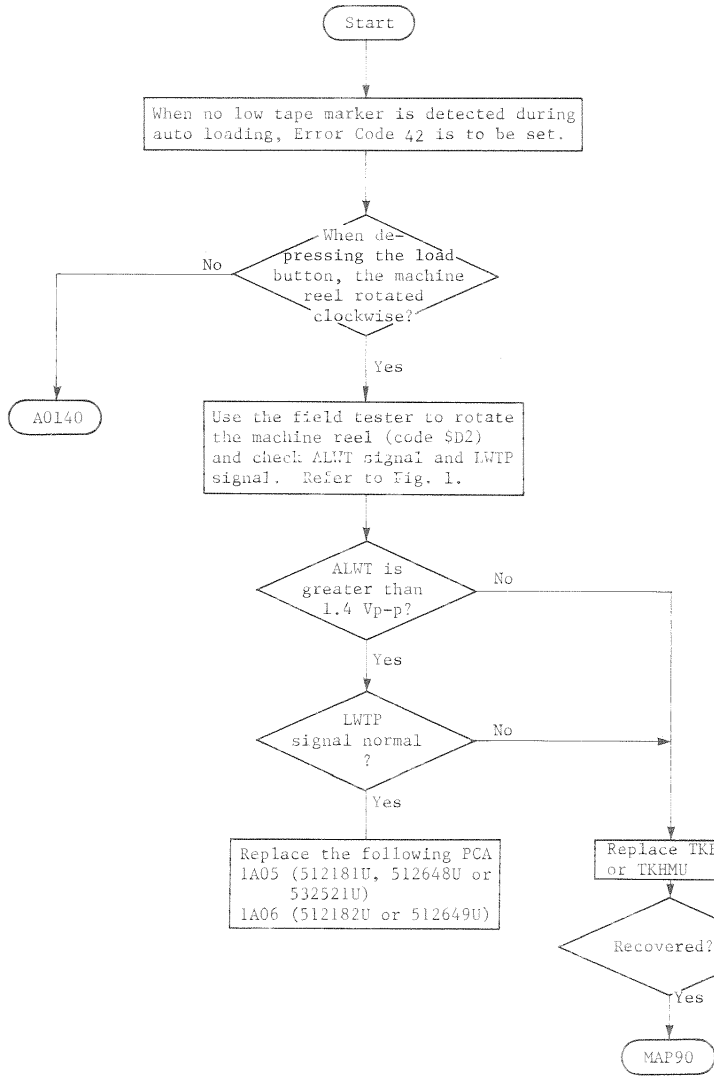 Start
When no low tape marker is detected during
auto loading, Error Code 42 is to be set.
When de-
pressing the load
button, the machine
reel rotated
clockwise?
No
Yes
A0140
Use the field tester to rotate
the machine reel (code $D2)
and check ALWT signal and LWTP
signal. Refer to Fig. 1.
ALWT is
greater than
1.4 Vp-p?
No
Yes
LWTP
signal normal
?
No
Yes
Replace the following PCA
1A05 (512181U, 512648U or
532521U)
1A06 (512182U or 512649U)
Replace
or TKHMU
Recovered?
Yes
MAP90